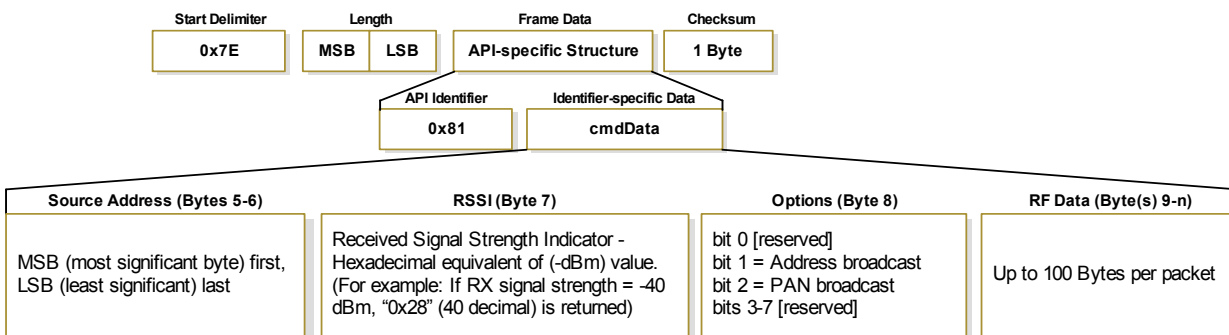 Start Delimiter
Length
Frame Data
Checksum
0x7E
MSB
LSB
API-specific Structure
1 Byte
API Identifier
Identifier-specific Data
0x81
cmdData
Source Address (Bytes 5-6)
MSB (most significant byte) first,
LSB (least significant) last
RSSI (Byte 7)
Received Signal Strength Indicator -
Hexadecimal equivalent of (-dBm) value.
(For example: If RX signal strength = -40
dBm, “0x28” (40 decimal) is returned)
Options (Byte 8)
bit 0 [reserved]
bit 1 = Address broadcast
bit 2 = PAN broadcast
bits 3-7 [reserved]
RF Data (Byte(s) 9-n)
Up to 100 Bytes per packet